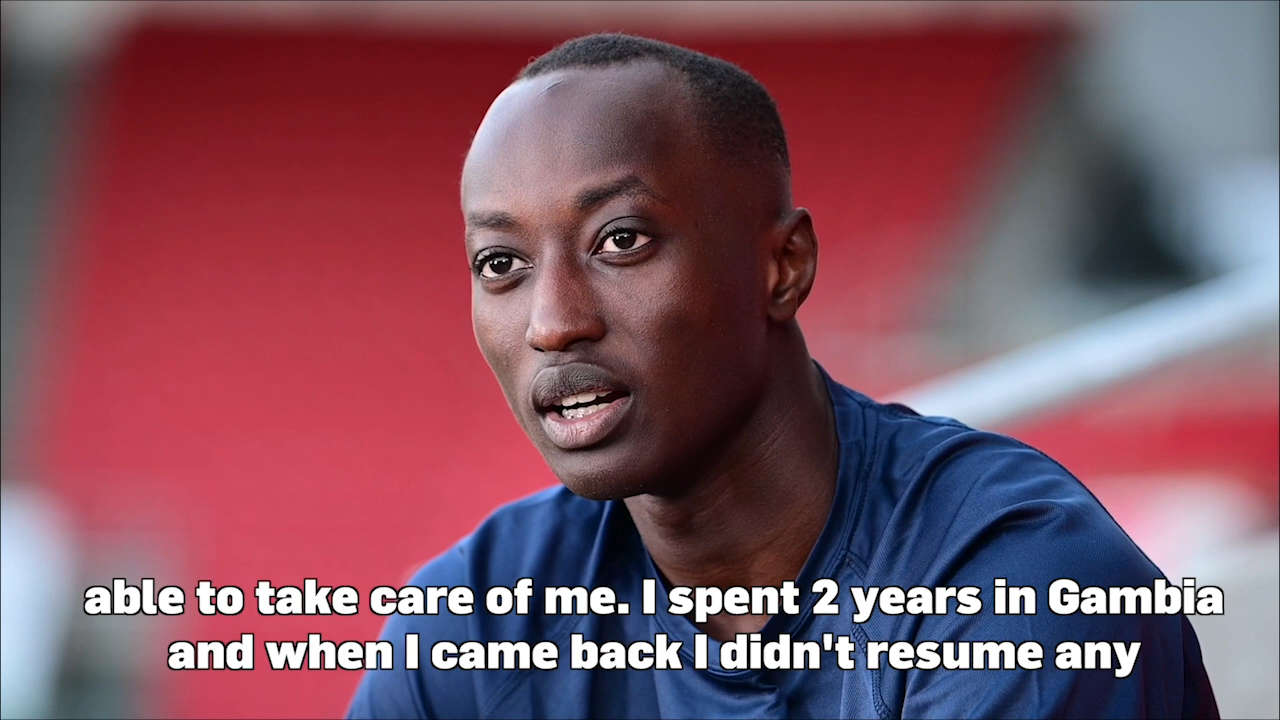 able to take care of me. I spent 2 years in Gambia
and when I came back I didn't resume any